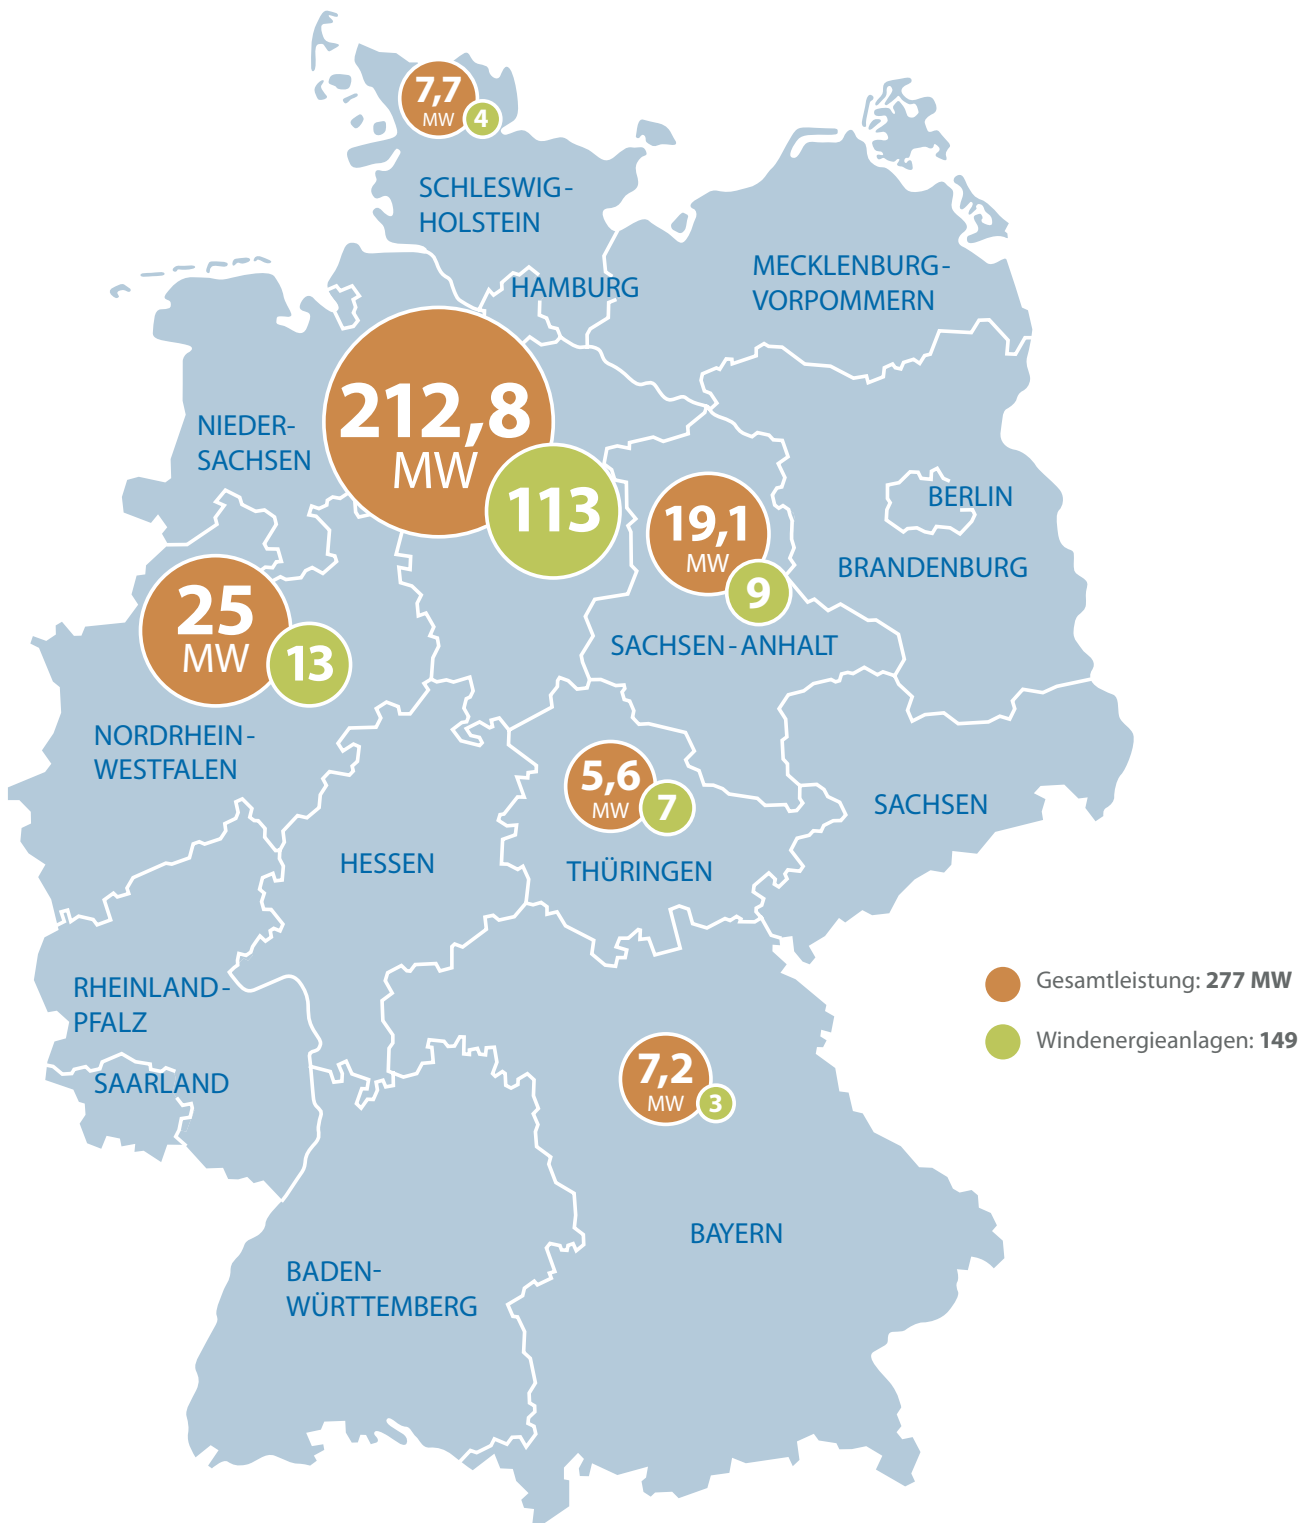 7,7
MW
4
SCHLESWIG-
HOLSTEIN
HAMBURG
MECKLENBURG-
VORPOMMERN
212,8
MW
113
NIEDER-
SACHSEN
19,1
MW
9
BERLIN
BRANDENBURG
25
MW
13
SACHSEN-ANHALT
NORDRHEIN-
WESTFALEN
5,6
MW
7
SACHSEN
HESSEN
THÜRINGEN
RHEINLAND-
PFALZ
Gesamtleistung: 277 MW
Windenergieanlagen: 149
SAARLAND
7,2
MW
3
BAYERN
BADEN-
WÜRTTEMBERG